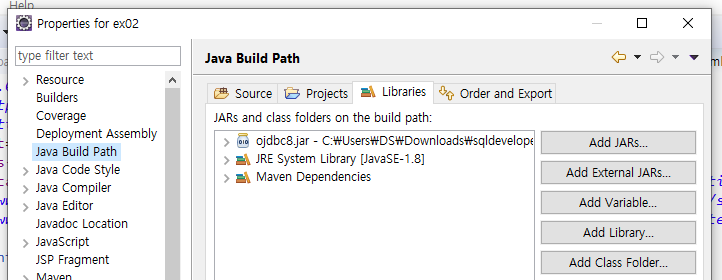 Properties for ex02
type filter text
Resource
Builders
Coverage
Deployment Assembly
Java Build Path
Java Code Style
Java Compiler
Java Editor
Javadoc Location
JavaScript
JSP Fragment
Maven
Java Build Path
Source Projects Libraries Order and Export
JARs and class folders on the build path:
ojdbc8.jar - C:₩Users₩DS₩Downloads₩sqldevelope
JRE System Library [JavaSE-1.8]
Maven Dependencies
Add JARs...
Add External JARs...
Add Variable...
Add Library...
Add Class Folder...